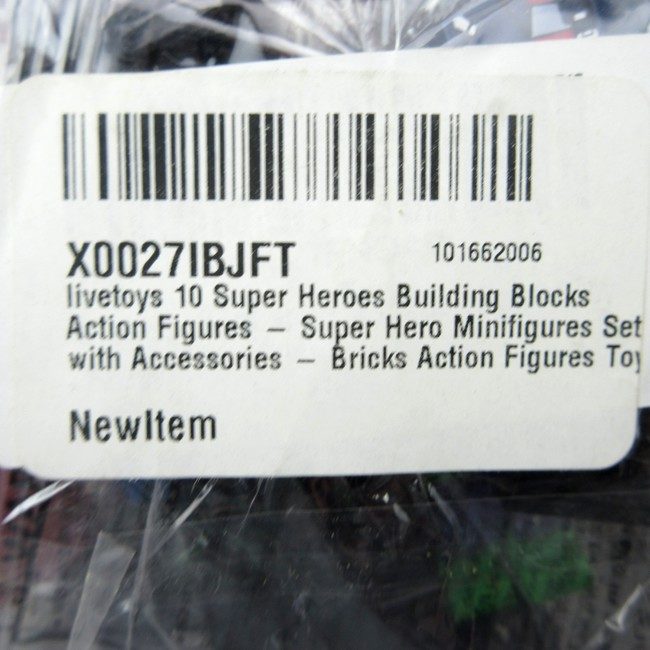 X0027IBJFT 101662006
livetoys 10 Super Heroes Building Blocks
Action Figures – Super Hero Minifigures Set
with Accessories – Bricks Action Figures Toy
NewItem